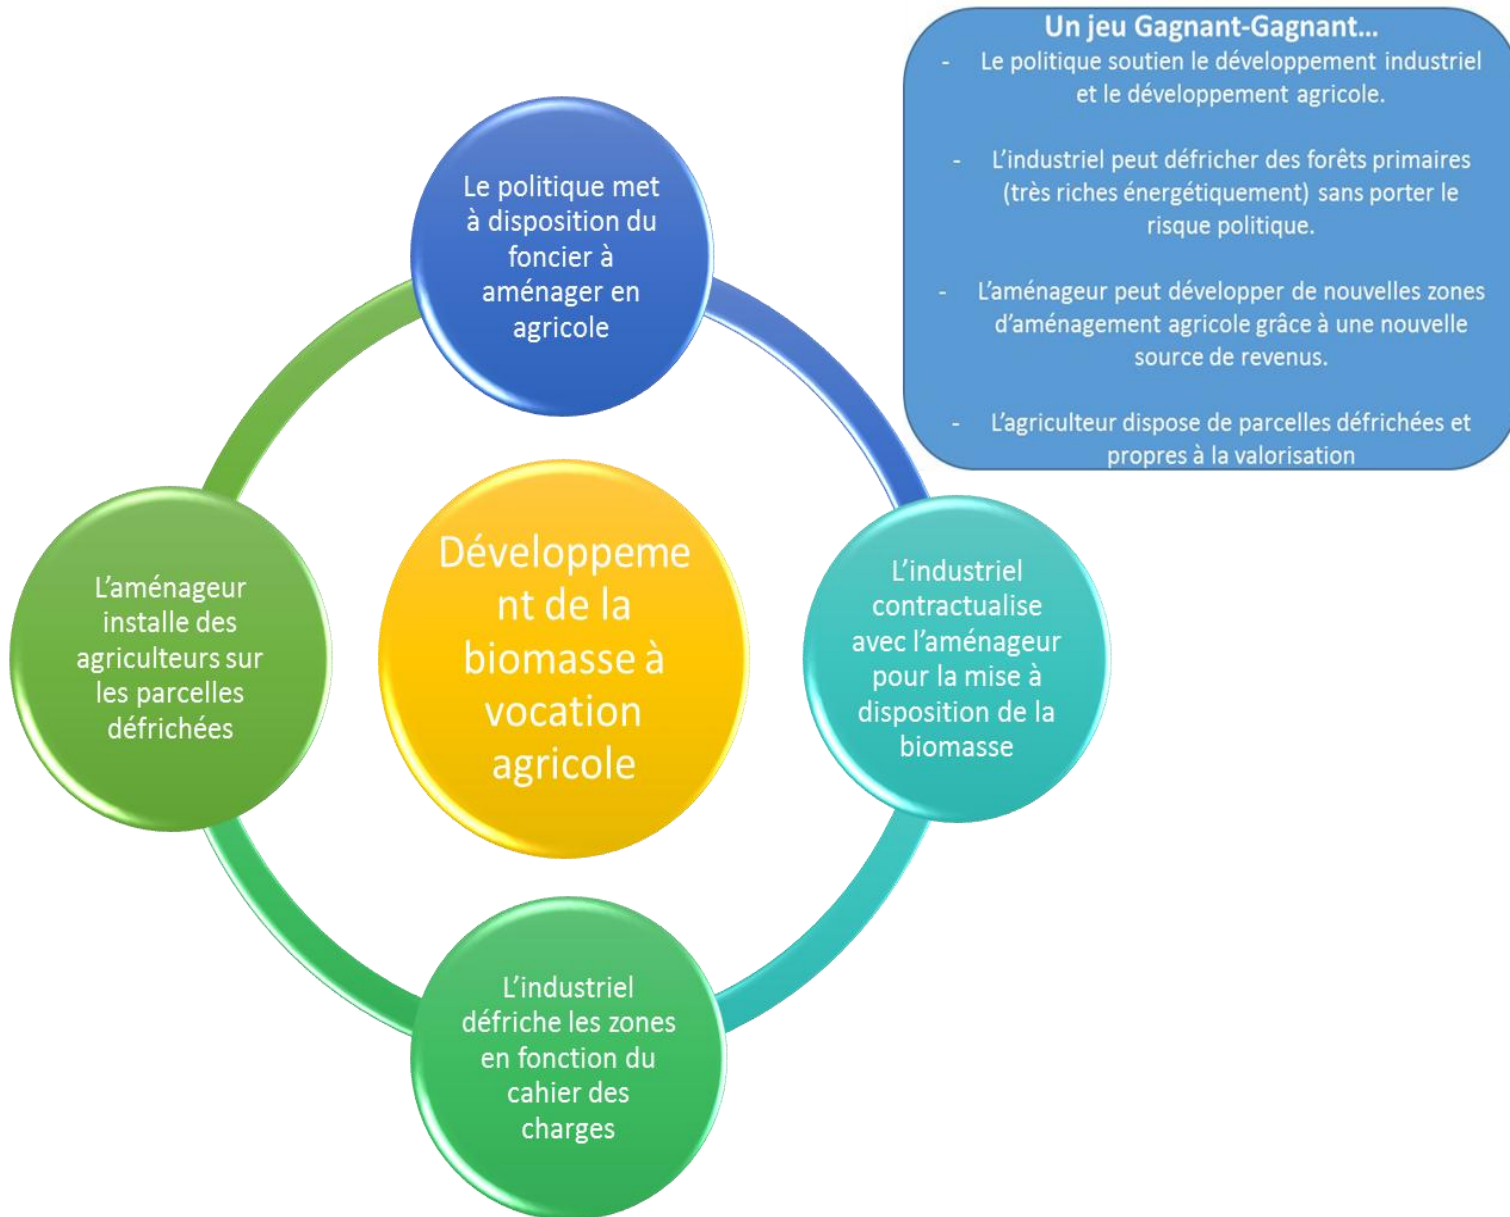 Un jeu Gagnant-Gagnant...
- Le politique soutien le développement industriel
et le développement agricole.
- L'industriel peut défricher des forêts primaires
(très riches énergétiquement) sans porter le
risque politique.
- L'aménageur peut développer de nouvelles zones
d'aménagement agricole grâce à une nouvelle
source de revenus.
- L'agriculteur dispose de parcelles défrichées et
propres à la valorisation
Le politique met
à disposition du
foncier à
aménager en
agricole
Développeme
nt de la
biomasse à
vocation
agricole
L'industriel
contractualise
avec l'aménageur
pour la mise à
disposition de la
biomasse
L'industriel
défriche les zones
en fonction du
cahier des
charges
L'aménageur
installe des
agriculteurs sur
les parcelles
défrichées